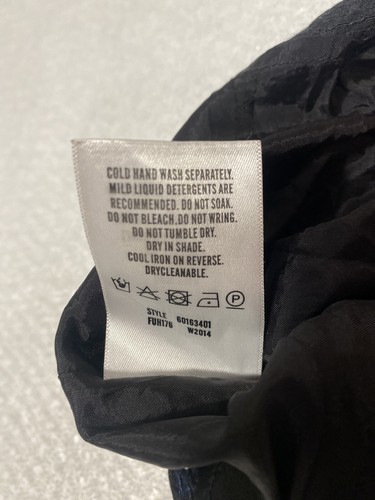 COLD HAND WASH SEPARATELY.
MILD LIQUID DETERGENTS ARE
RECOMMENDED. DO NOT SOAK.
DO NOT BLEACH.DO NOT WRING.
DO NOT TUMBLE DRY.
DRY IN SHADE.
COOL IRON ON REVERSE.
DRYCLEANABLE.
P
STYLE 60163401
FUH176 W2014